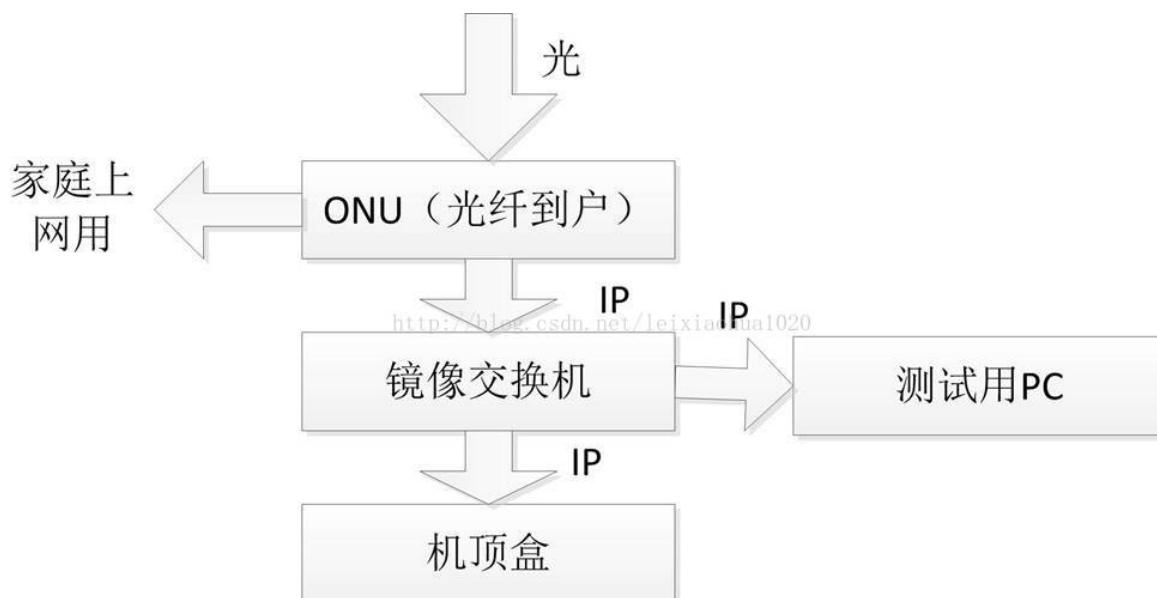 光
家庭上
网用
ONU（光纤到户）
IP
IP
http://blog.csdn.net/leixiaohua1020
镜像交换机
测试用PC
IP
机顶盒